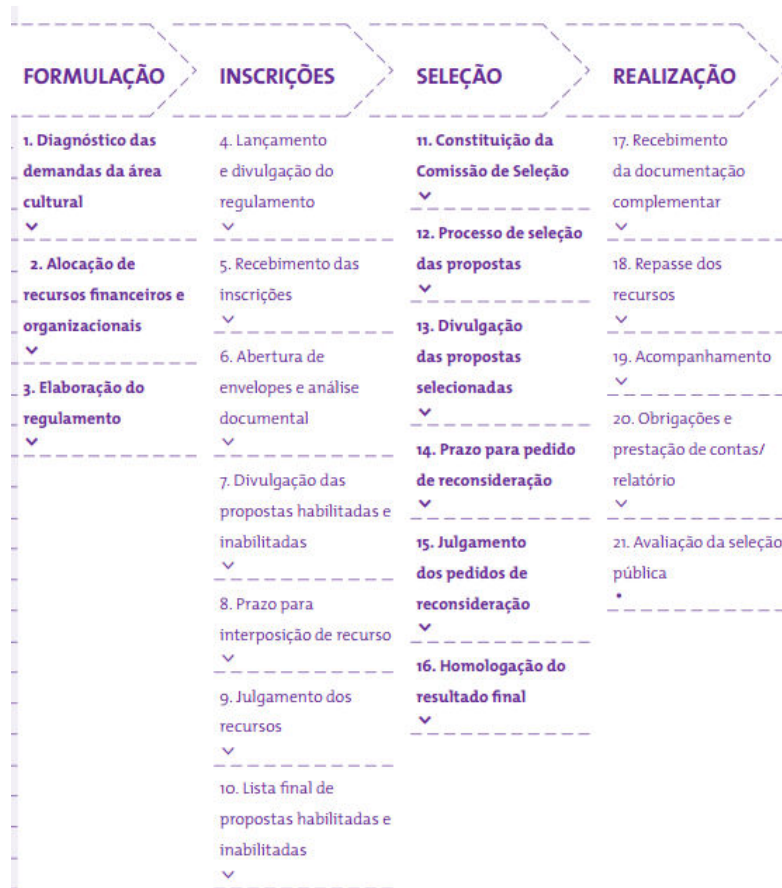 FORMULAÇÃO
1. Diagnóstico das
demandas da área
cultural
2. Alocação de
recursos financeiros e
organizacionais
3. Elaboração do
regulamento
INSCRIÇÕES
4. Lançamento
e divulgação do
regulamento
5. Recebimento das
inscrições
6. Abertura de
envelopes e análise
documental
7. Divulgação das
propostas habilitadas e
inabilitadas
8. Prazo para
interposição de recurso
9. Julgamento dos
recursos
10. Lista final de
propostas habilitadas e
inabilitadas
SELEÇÃO
11. Constituição da
Comissão de Seleção
12. Processo de seleção
das propostas
13. Divulgação
das propostas
selecionadas
14. Prazo para pedido
de reconsideração
15. Julgamento
dos pedidos de
reconsideração
16. Homologação do
resultado final
REALIZAÇÃO
17. Recebimento
da documentação
complementar
18. Repasse dos
recursos
19. Acompanhamento
20. Obrigações e
prestação de contas/
relatório
21. Avaliação da seleção
pública